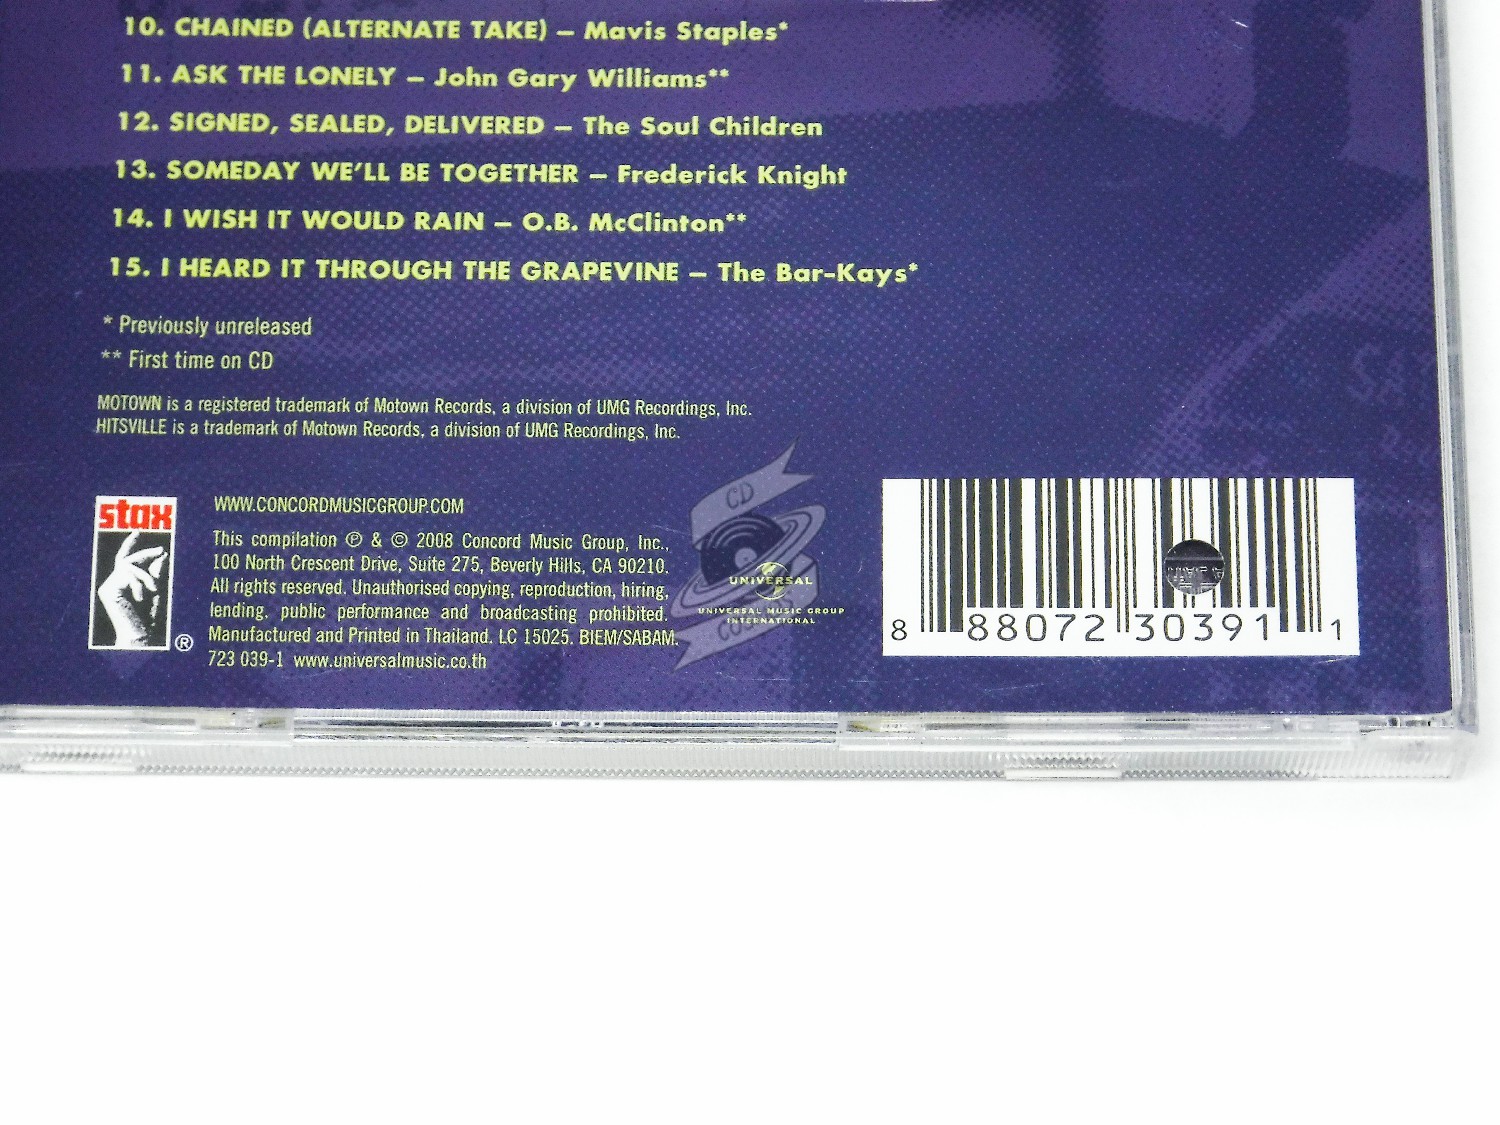 10. CHAINED (ALTERNATE TAKE) – Mavis Staples*
11. ASK THE LONELY – John Gary Williams**
12. SIGNED, SEALED, DELIVERED – The Soul Children
13. SOMEDAY WE'LL BE TOGETHER – Frederick Knight
14. I WISH IT WOULD RAIN – O.B. McClinton**
15. I HEARD IT THROUGH THE GRAPEVINE – The Bar-Kays*
* Previously unreleased
** First time on CD
MOTOWN is a registered trademark of Motown Records, a division of UMG Recordings, Inc.
HITSVILLE is a trademark of Motown Records, a division of UMG Recordings, Inc.
stax
®
WWW.CONCORDMUSICGROUP.COM
This compilation ℗ & © 2008 Concord Music Group, Inc.,
100 North Crescent Drive, Suite 275, Beverly Hills, CA 90210.
All rights reserved. Unauthorised copying, reproduction, hiring,
lending, public performance and broadcasting prohibited.
Manufactured and Printed in Thailand. LC 15025. BIEM/SABAM.
723 039-1 www.universalmusic.co.th
CD
UNIVERSAL
UNIVERSAL MUSIC GROUP
INTERNATIONAL
8 88072 30391 1